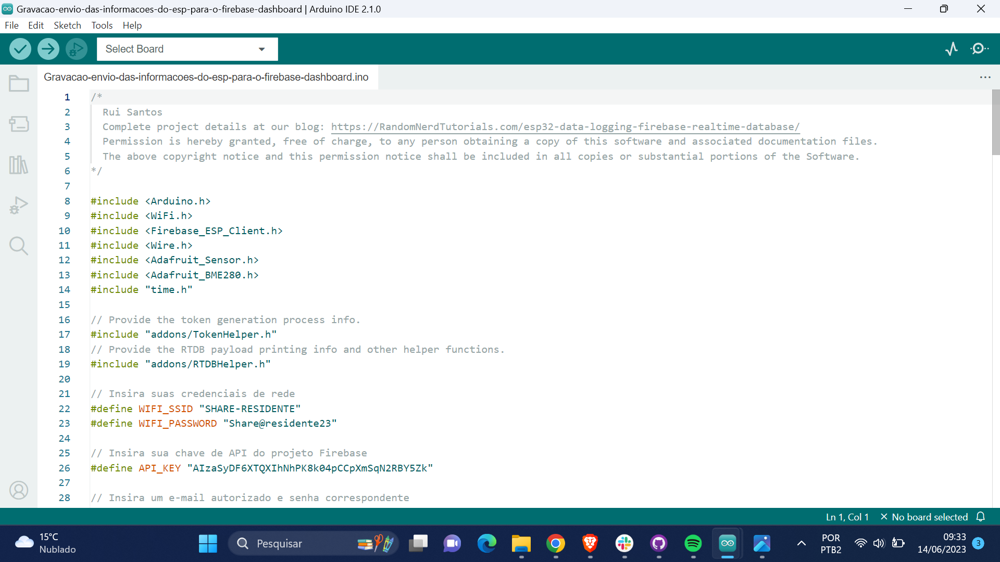 Gravacao-envio-das-informacoes-do-esp-para-o-firebase-dashboard | Arduino IDE 2.1.0
File Edit Sketch Tools Help
Select Board
Gravacao-envio-das-informacoes-do-esp-para-o-firebase-dashboard.ino
1 /*
2 Rui Santos
3 Complete project details at our blog: https://RandomNerdTutorials.com/esp32-data-logging-firebase-realtime-database/
4 Permission is hereby granted, free of charge, to any person obtaining a copy of this software and associated documentation files.
5 The above copyright notice and this permission notice shall be included in all copies or substantial portions of the Software.
6 */
7
8 #include <Arduino.h>
9 #include <WiFi.h>
10 #include <Firebase_ESP_Client.h>
11 #include <Wire.h>
12 #include <Adafruit_Sensor.h>
13 #include <Adafruit_BME280.h>
14 #include "time.h"
15
16 // Provide the token generation process info.
17 #include "addons/TokenHelper.h"
18 // Provide the RTDB payload printing info and other helper functions.
19 #include "addons/RTDBHelper.h"
20
21 // Insira suas credenciais de rede
22 #define WIFI_SSID "SHARE-RESIDENTE"
23 #define WIFI_PASSWORD "Share@residente23"
24
25 // Insira sua chave de API do projeto Firebase
26 #define API_KEY "AIzaSyDF6XTQXIhNhPK8k04pCCpXmSqN2RBY5Zk"
27
28 // Insira um e-mail autorizado e senha correspondente
Ln 1, Col 1 No board selected
15°C
Nublado
Pesquisar
POR
PTB2
09:33
14/06/2023
3